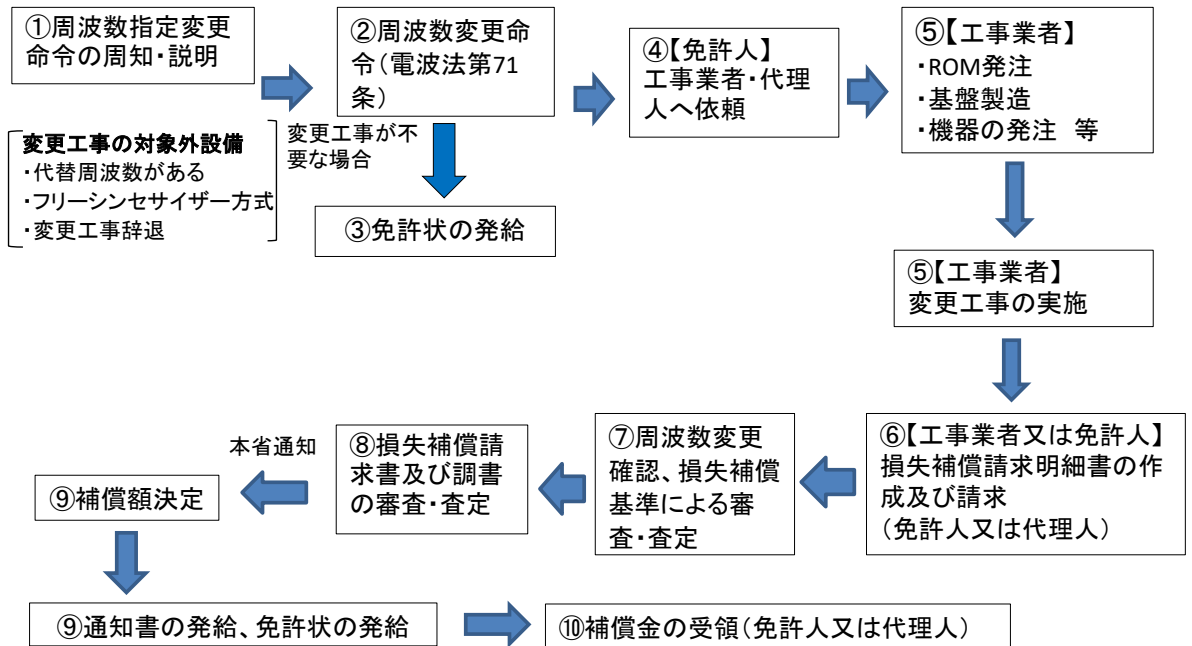 ①周波数指定変更
命令の周知・説明
②周波数変更命
令（電波法第71
条）
④【免許人】
工事業者・代理
人へ依頼
⑤【工事業者】
・ROM発注
・基盤製造
・機器の発注　等
変更工事の対象外設備
・代替周波数がある
・フリーシンセサイザー方式
・変更工事辞退
変更工事が不
要な場合
③免許状の発給
⑤【工事業者】
変更工事の実施
⑥【工事業者又は免許人】
損失補償請求明細書の作
成及び請求
（免許人又は代理人）
⑦周波数変更
確認、損失補償
基準による審
査・査定
⑧損失補償請
求書及び調書
の審査・査定
本省通知
⑨補償額決定
⑨通知書の発給、免許状の発給
⑩補償金の受領（免許人又は代理人）